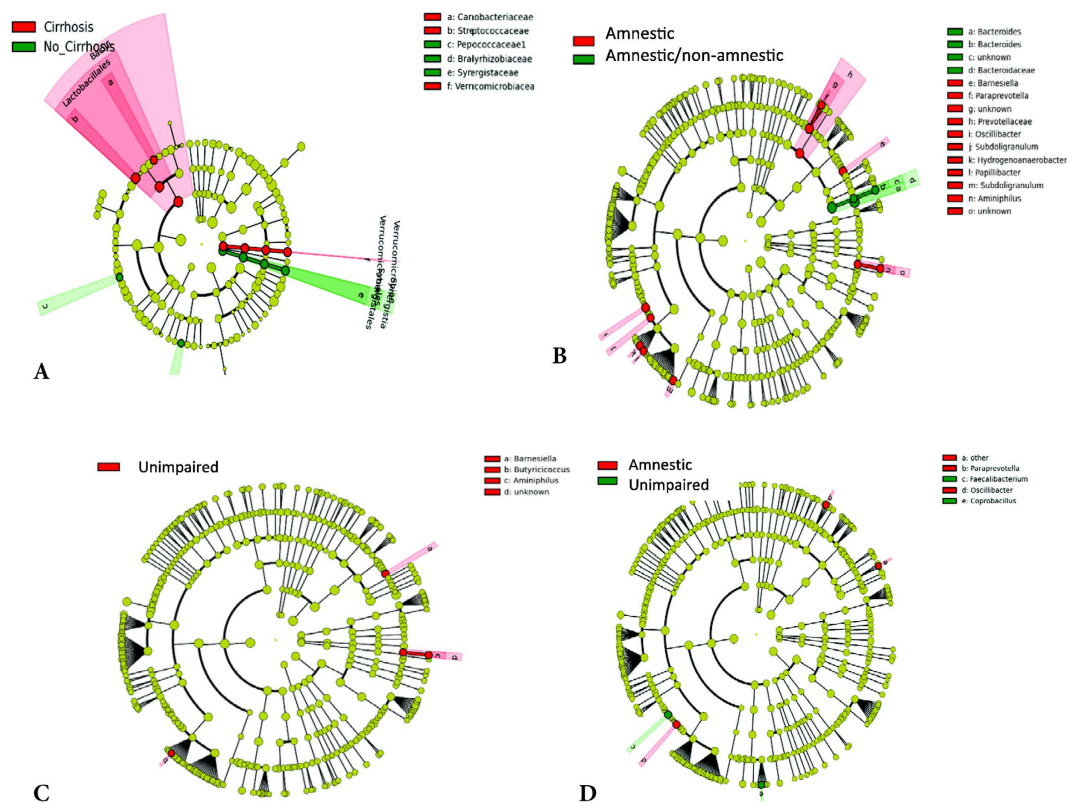 Cirrhosis
No_Cirrhosis
a: Canobacteriaceae
b: Streptococcaceae
c: Pepococcaceae1
d: Bralyrhizobiaceae
e: Syrergistaceae
f: Verricomicrobiacea
Lactobacillales
a
b
c
e
f
A
Amnestic
Amnestic/non-amnestic
a: Bacteroides
b: Bacteroides
c: unknown
d: Bacteroidaceae
e: Barnesiella
f: Paraprevotella
g: unknown
h: Prevotellaceae
i: Oscillibacter
j: Subdoligranulum
k: Hydrogenoanaerobacter
l: Papillibacter
m: Subdoligranulum
n: Aminiphilus
o: unknown
h
g
f
e
d
c
a
n
o
m
B
Unimpaired
a: Barnesiella
b: Butyricicoccus
c: Aminiphilus
d: unknown
a
c
d
b
C
Amnestic
Unimpaired
a: other
b: Paraprevotella
c: Faecalibacterium
d: Oscillibacter
e: Coprobacillus
b
a
c
d
e
D